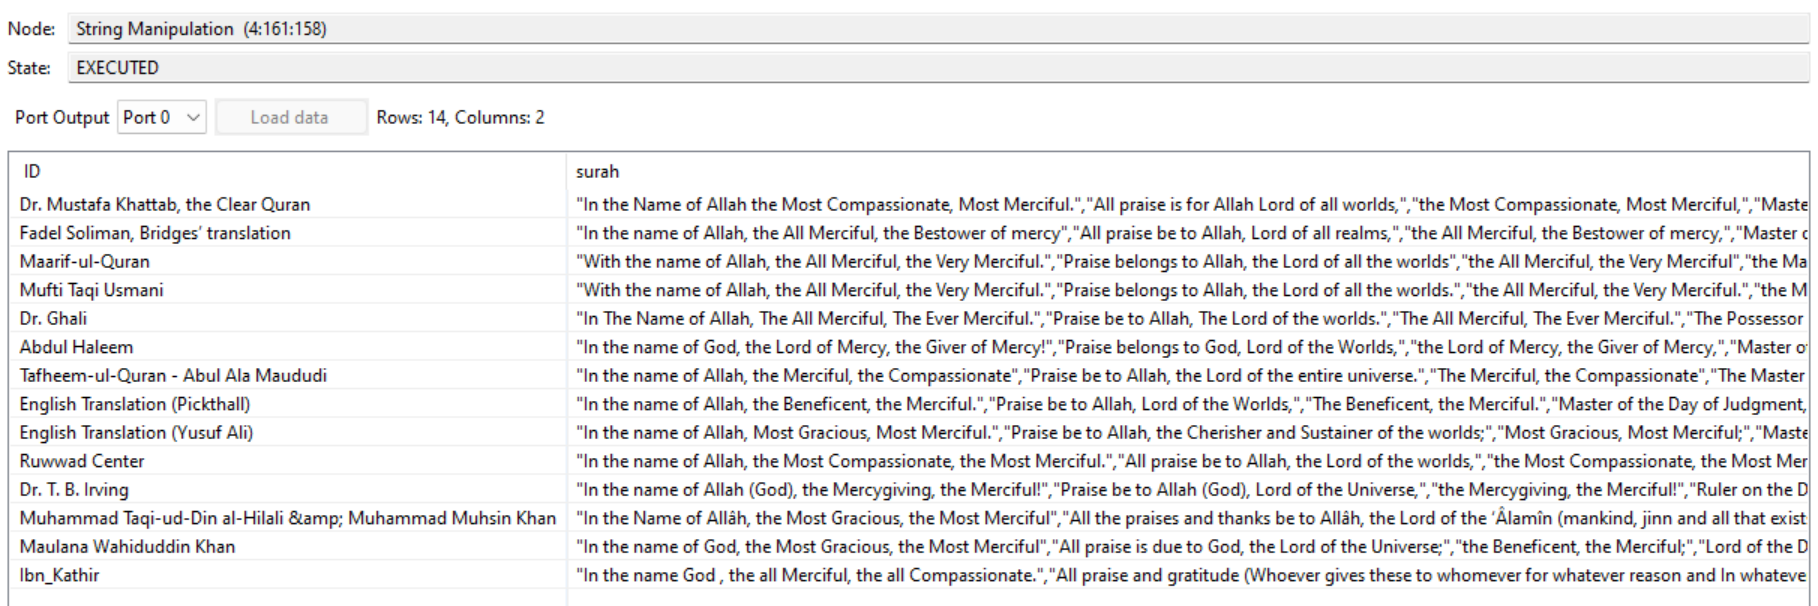 Node: String Manipulation (4:161:158)
State: EXECUTED
Port Output Port 0 Load data Rows: 14, Columns: 2
ID surah
Dr. Mustafa Khattab, the Clear Quran "In the Name of Allah the Most Compassionate, Most Merciful.","All praise is for Allah Lord of all worlds,","the Most Compassionate, Most Merciful,","Maste
Fadel Soliman, Bridges’ translation "In the name of Allah, the All Merciful, the Bestower of mercy","All praise be to Allah, Lord of all realms,","the All Merciful, the Bestower of mercy,","Master
Maarif-ul-Quran "With the name of Allah, the All Merciful, the Very Merciful.","Praise belongs to Allah, the Lord of all the worlds","the All Merciful, the Very Merciful","the Ma
Mufti Taqi Usmani "With the name of Allah, the All Merciful, the Very Merciful.","Praise belongs to Allah, the Lord of all the worlds.","the All Merciful, the Very Merciful.","the M
Dr. Ghali "In The Name of Allah, The All Merciful, The Ever Merciful.","Praise be to Allah, The Lord of the worlds.","The All Merciful, The Ever Merciful.","The Possessor
Abdul Haleem "In the name of God, the Lord of Mercy, the Giver of Mercy!","Praise belongs to God, Lord of the Worlds,","the Lord of Mercy, the Giver of Mercy,","Master o
Tafheem-ul-Quran - Abul Ala Maududi "In the name of Allah, the Merciful, the Compassionate","Praise be to Allah, the Lord of the entire universe.","The Merciful, the Compassionate","The Master
English Translation (Pickthall) "In the name of Allah, the Beneficent, the Merciful.","Praise be to Allah, Lord of the Worlds,","The Beneficent, the Merciful.","Master of the Day of Judgment,
English Translation (Yusuf Ali) "In the name of Allah, Most Gracious, Most Merciful.","Praise be to Allah, the Cherisher and Sustainer of the worlds;","Most Gracious, Most Merciful;","Maste
Ruwwad Center "In the name of Allah, the Most Compassionate, the Most Merciful.","All praise be to Allah, the Lord of the worlds,","the Most Compassionate, the Most Mer
Dr. T. B. Irving "In the name of Allah (God), the Mercygiving, the Merciful!","Praise be to Allah (God), Lord of the Universe,","the Mercygiving, the Merciful!","Ruler on the D
Muhammad Taqi-ud-Din al-Hilali &amp; Muhammad Muhsin Khan "In the Name of Allâh, the Most Gracious, the Most Merciful","All the praises and thanks be to Allâh, the Lord of the ‘Âlamîn (mankind, jinn and all that exist
Maulana Wahiduddin Khan "In the name of God, the Most Gracious, the Most Merciful","All praise is due to God, the Lord of the Universe;","the Beneficent, the Merciful;","Lord of the D
Ibn_Kathir "In the name God , the all Merciful, the all Compassionate.","All praise and gratitude (Whoever gives these to whomever for whatever reason and In whateve